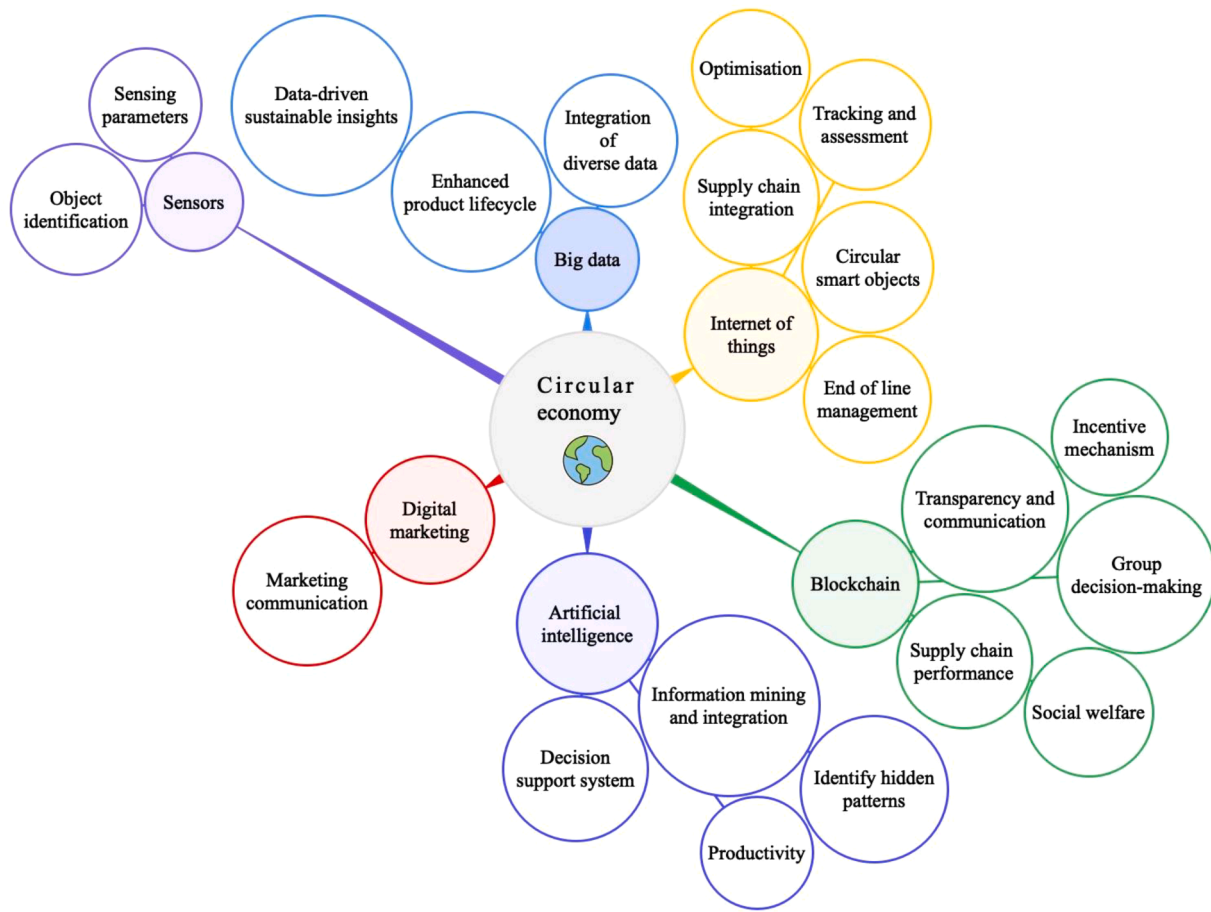 Optimisation
Sensing
parameters
Data-driven
sustainable insights
Integration
of
diverse data
Tracking and
assessment
Object
identification
Sensors
Enhanced
product lifecycle
Supply chain
integration
Big data
Circular
smart objects
Internet of
things
Circular
economy
End of line
management
Incentive
mechanism
Digital
marketing
Transparency and
communication
Marketing
communication
Blockchain
Group
decision-making
Artificial
intelligence
Supply chain
performance
Information mining
and integration
Social welfare
Decision
support system
Identify hidden
patterns
Productivity